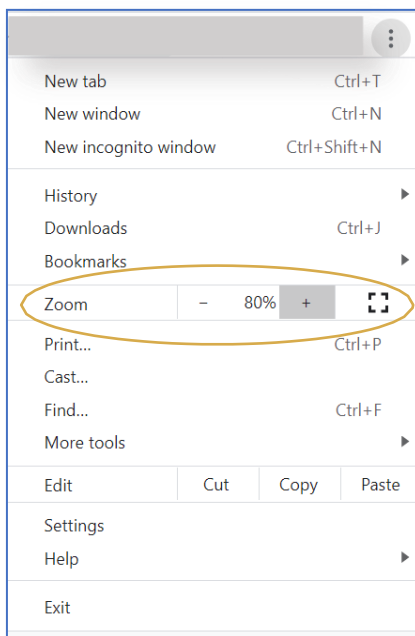 New tab Ctrl+T
New window Ctrl+N
New incognito window Ctrl+Shift+N
History
Downloads Ctrl+J
Bookmarks
Zoom − 80% +
Print... Ctrl+P
Cast...
Find... Ctrl+F
More tools
Edit Cut Copy Paste
Settings
Help
Exit